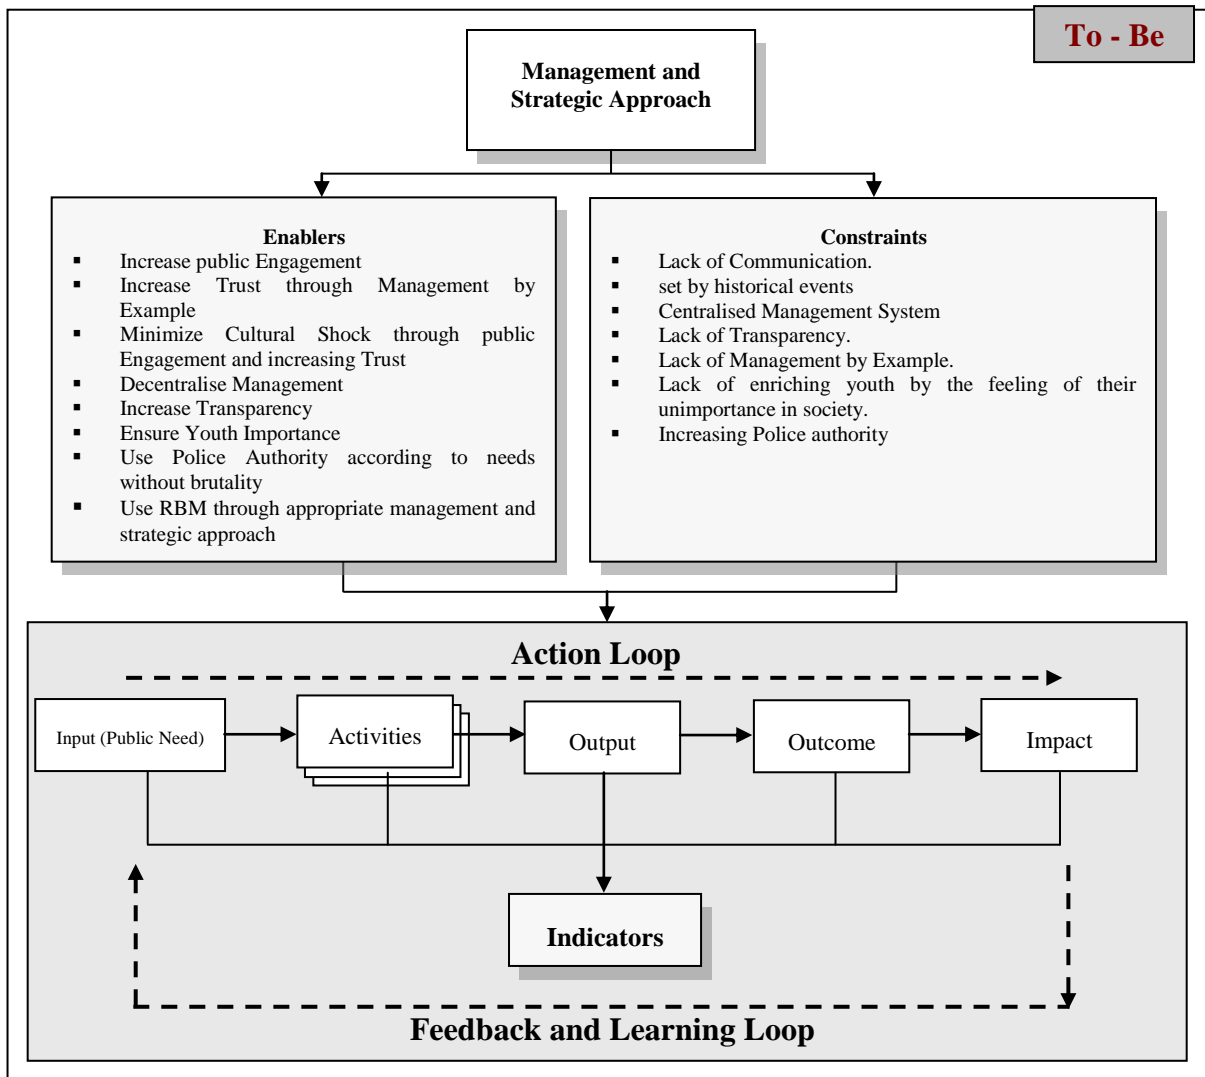 To - Be
Management and
Strategic Approach
Enablers
▪ Increase public Engagement
▪ Increase Trust through Management by
Example
▪ Minimize Cultural Shock through public
Engagement and increasing Trust
▪ Decentralise Management
▪ Increase Transparency
▪ Ensure Youth Importance
▪ Use Police Authority according to needs
without brutality
▪ Use RBM through appropriate management and
strategic approach
Constraints
▪ Lack of Communication.
▪ set by historical events
▪ Centralised Management System
▪ Lack of Transparency.
▪ Lack of Management by Example.
▪ Lack of enriching youth by the feeling of their
unimportance in society.
▪ Increasing Police authority
Action Loop
Input (Public Need)
Activities
Output
Outcome
Impact
Indicators
Feedback and Learning Loop